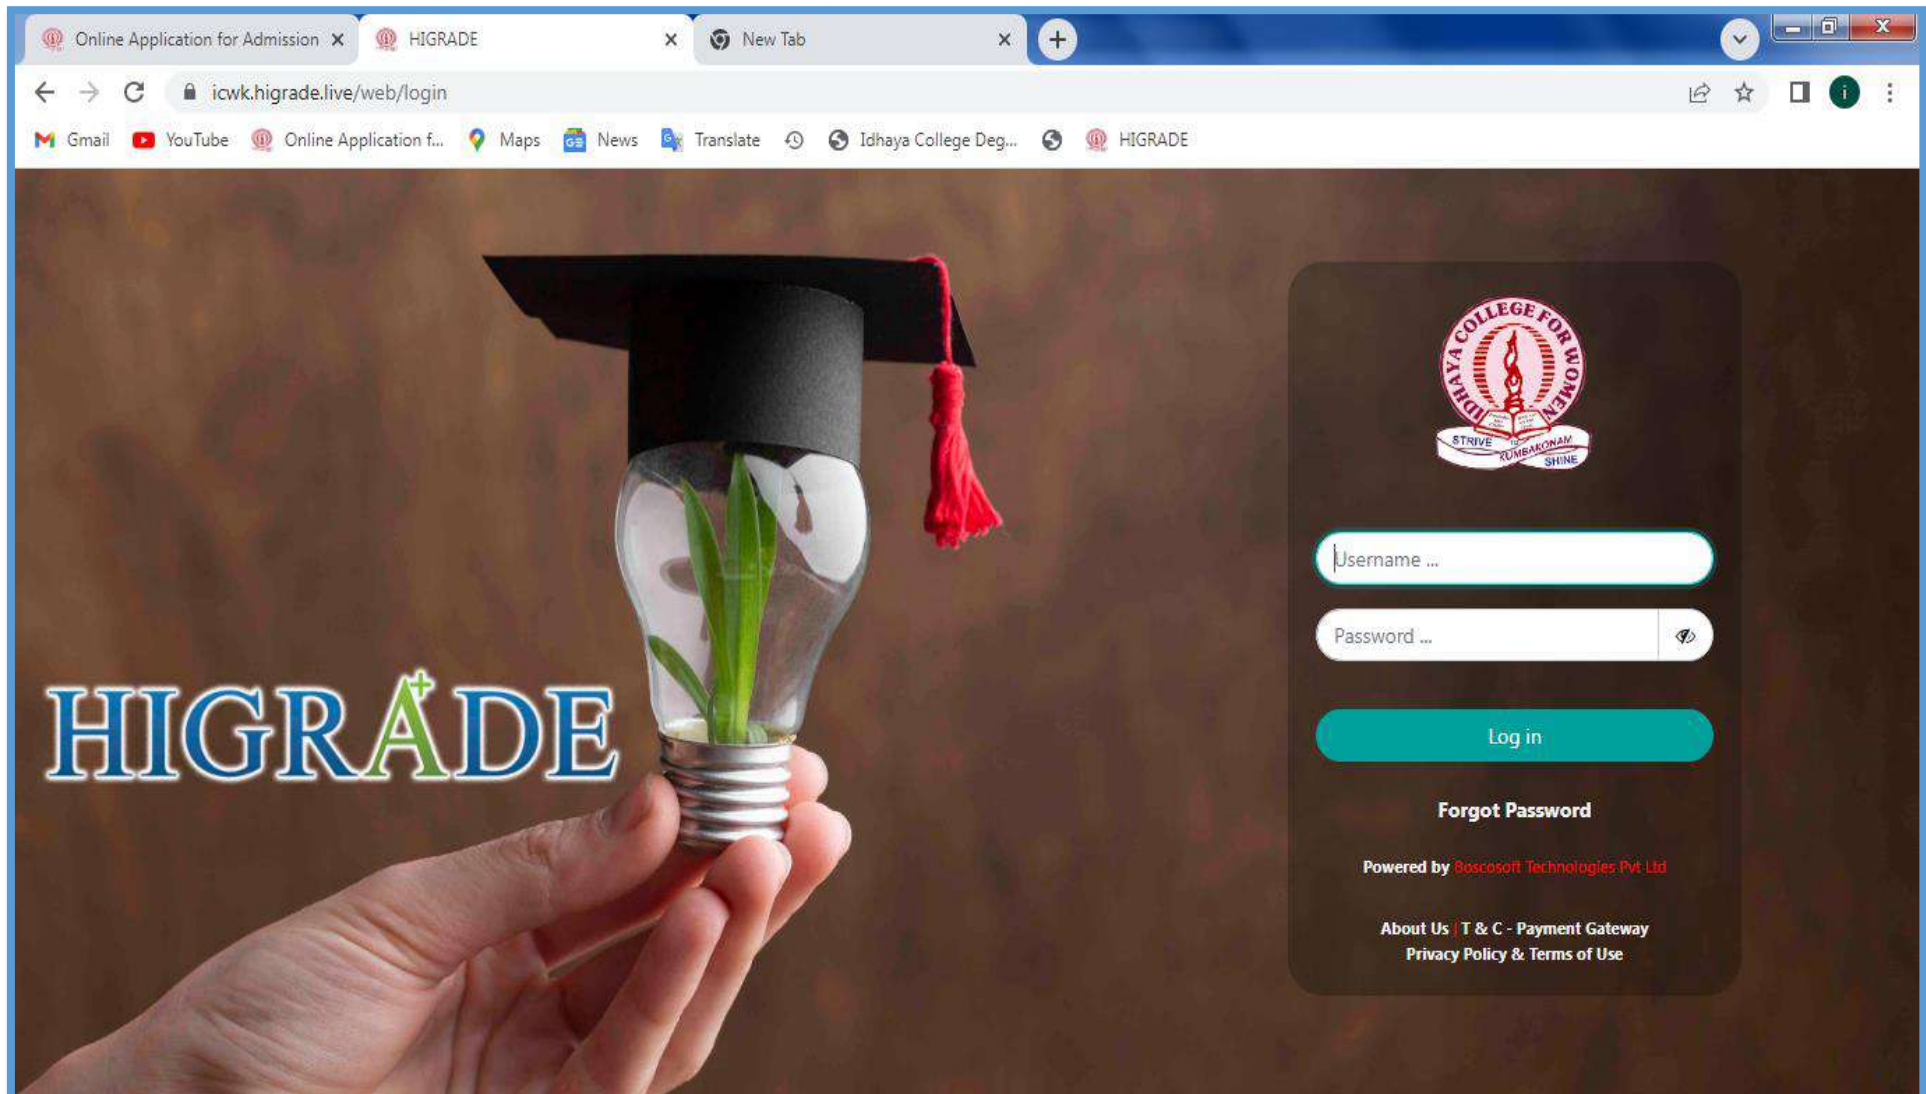 Online Application for Admission
HIGRADE
New Tab
icwk.higrade.live/web/login
i
Gmail
YouTube
Online Application f...
Maps
News
Translate
Idhaya College Deg...
HIGRADE
IDHAYA COLLEGE FOR WOMEN
STRIVE TO
KUMBAKONAM
SHINE
Username ...
Password ...
HIGRADE+
Log in
Forgot Password
Powered by Boscosoft Technologies Pvt Ltd
About Us | T & C - Payment Gateway
Privacy Policy & Terms of Use